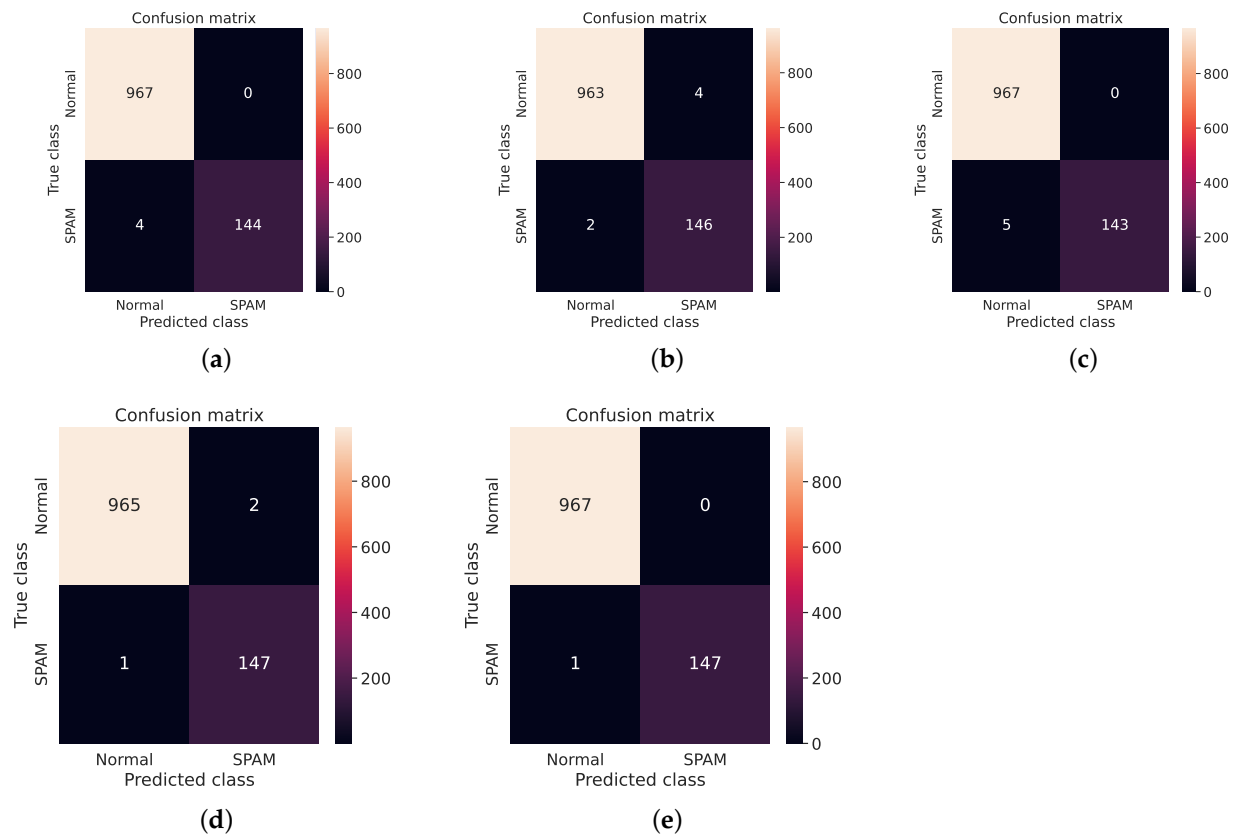 Confusion matrix
Normal
967
0
SPAM
4
144
True class
Normal
SPAM
Predicted class
800
600
400
200
0
(a)
Confusion matrix
Normal
963
4
SPAM
2
146
True class
Normal
SPAM
Predicted class
800
600
400
200
(b)
Confusion matrix
Normal
967
0
SPAM
5
143
True class
Normal
SPAM
Predicted class
800
600
400
200
0
(c)
Confusion matrix
Normal
965
2
SPAM
1
147
True class
Normal
SPAM
Predicted class
800
600
400
200
(d)
Confusion matrix
Normal
967
0
SPAM
1
147
True class
Normal
SPAM
Predicted class
800
600
400
200
0
(e)